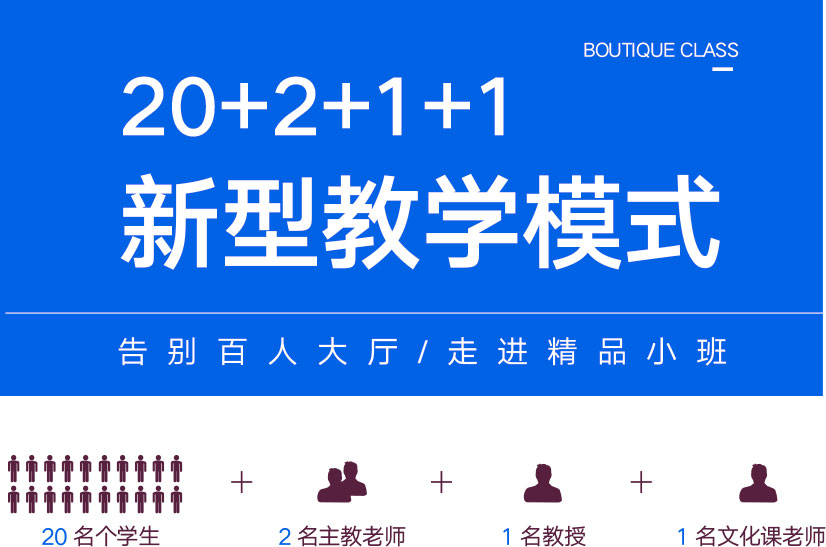 BOUTIQUE CLASS
20+2+1+1
新型教学模式
告别百人大厅/走进精品小班
+ + +
20 名个学生 2 名主教老师 1 名教授 1 名文化课老师